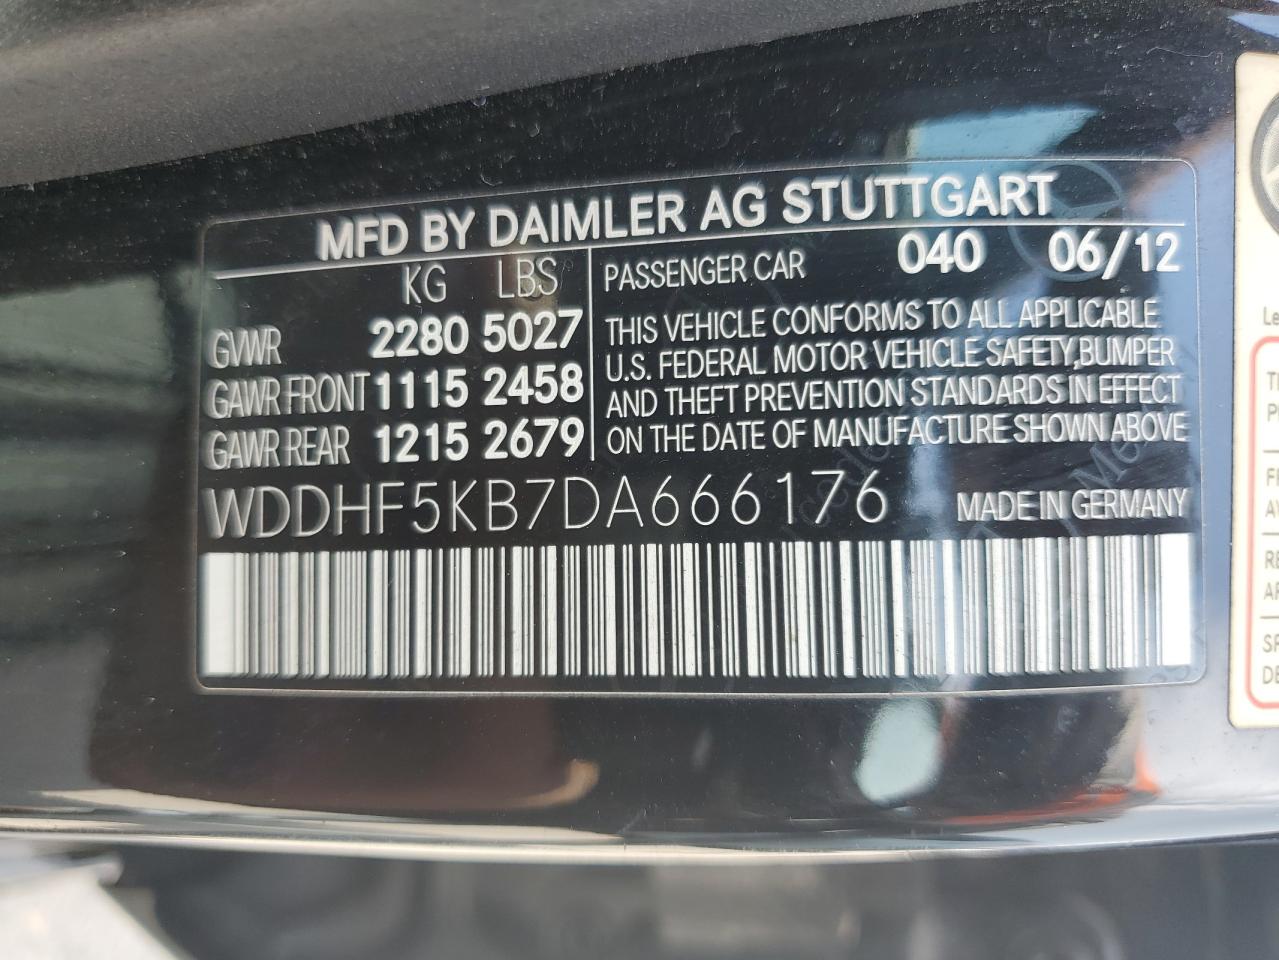 MFD BY DAIMLER AG STUTTGART
KG LBS
GVWR 2280 5027
GAWR FRONT 1115 2458
GAWR REAR 1215 2679
PASSENGER CAR 040 06/12
THIS VEHICLE CONFORMS TO ALL APPLICABLE
U.S. FEDERAL MOTOR VEHICLE SAFETY, BUMPER
AND THEFT PREVENTION STANDARDS IN EFFECT
ON THE DATE OF MANUFACTURE SHOWN ABOVE
WDDHF5KB7DA666176 MADE IN GERMANY